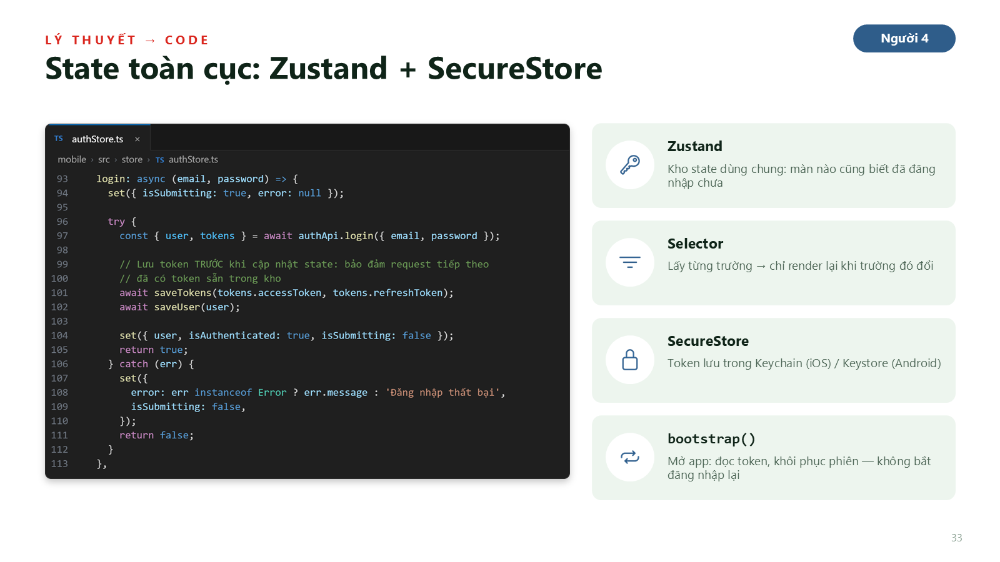 LÝ THUYẾT → CODE
Người 4
State toàn cục: Zustand + SecureStore
TS authStore.ts ×
mobile › src › store › TS authStore.ts
93 login: async (email, password) => {
94 set({ isSubmitting: true, error: null });
95
96 try {
97 const { user, tokens } = await authApi.login({ email, password });
98
99 // Lưu token TRƯỚC khi cập nhật state: bảo đảm request tiếp theo
100 // đã có token sẵn trong kho
101 await saveTokens(tokens.accessToken, tokens.refreshToken);
102 await saveUser(user);
103
104 set({ user, isAuthenticated: true, isSubmitting: false });
105 return true;
106 } catch (err) {
107 set({
108 error: err instanceof Error ? err.message : 'Đăng nhập thất bại',
109 isSubmitting: false,
110 });
111 return false;
112 }
113 },
Zustand
Kho state dùng chung: màn nào cũng biết đã đăng
nhập chưa
Selector
Lấy từng trường → chỉ render lại khi trường đó đổi
SecureStore
Token lưu trong Keychain (iOS) / Keystore (Android)
bootstrap()
Mở app: đọc token, khôi phục phiên — không bắt
đăng nhập lại
33